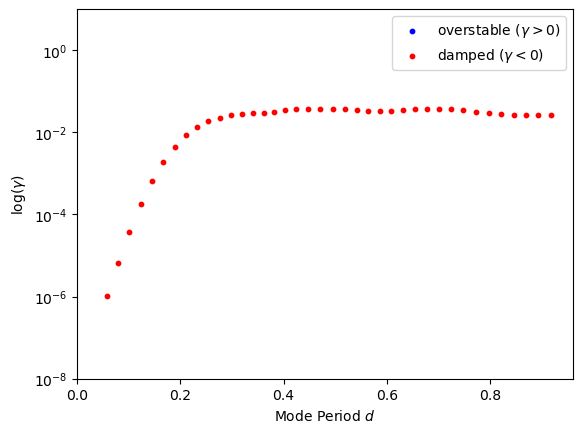 overstable (γ > 0)
damped (γ < 0)
10⁰
10⁻²
10⁻⁴
10⁻⁶
10⁻⁸
log(γ)
0.0 0.2 0.4 0.6 0.8
Mode Period d